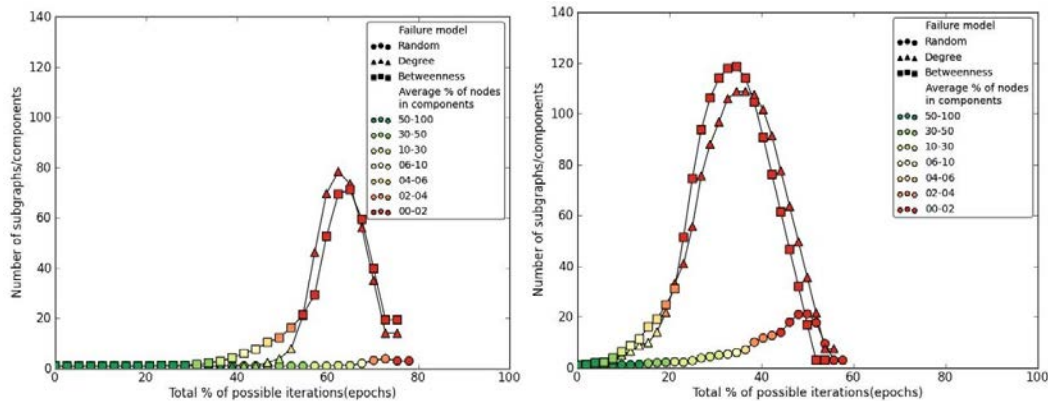 140
120
100
80
60
40
20
0
Number of subgraphs/components
0 20 40 60 80 100
Total % of possible iterations(epochs)
Failure model
Random
Degree
Betweenness
Average % of nodes
in components
50-100
30-50
10-30
06-10
04-06
02-04
00-02
140
120
100
80
60
40
20
0
Number of subgraphs/components
0 20 40 60 80 100
Total % of possible iterations(epochs)
Failure model
Random
Degree
Betweenness
Average % of nodes
in components
50-100
30-50
10-30
06-10
04-06
02-04
00-02